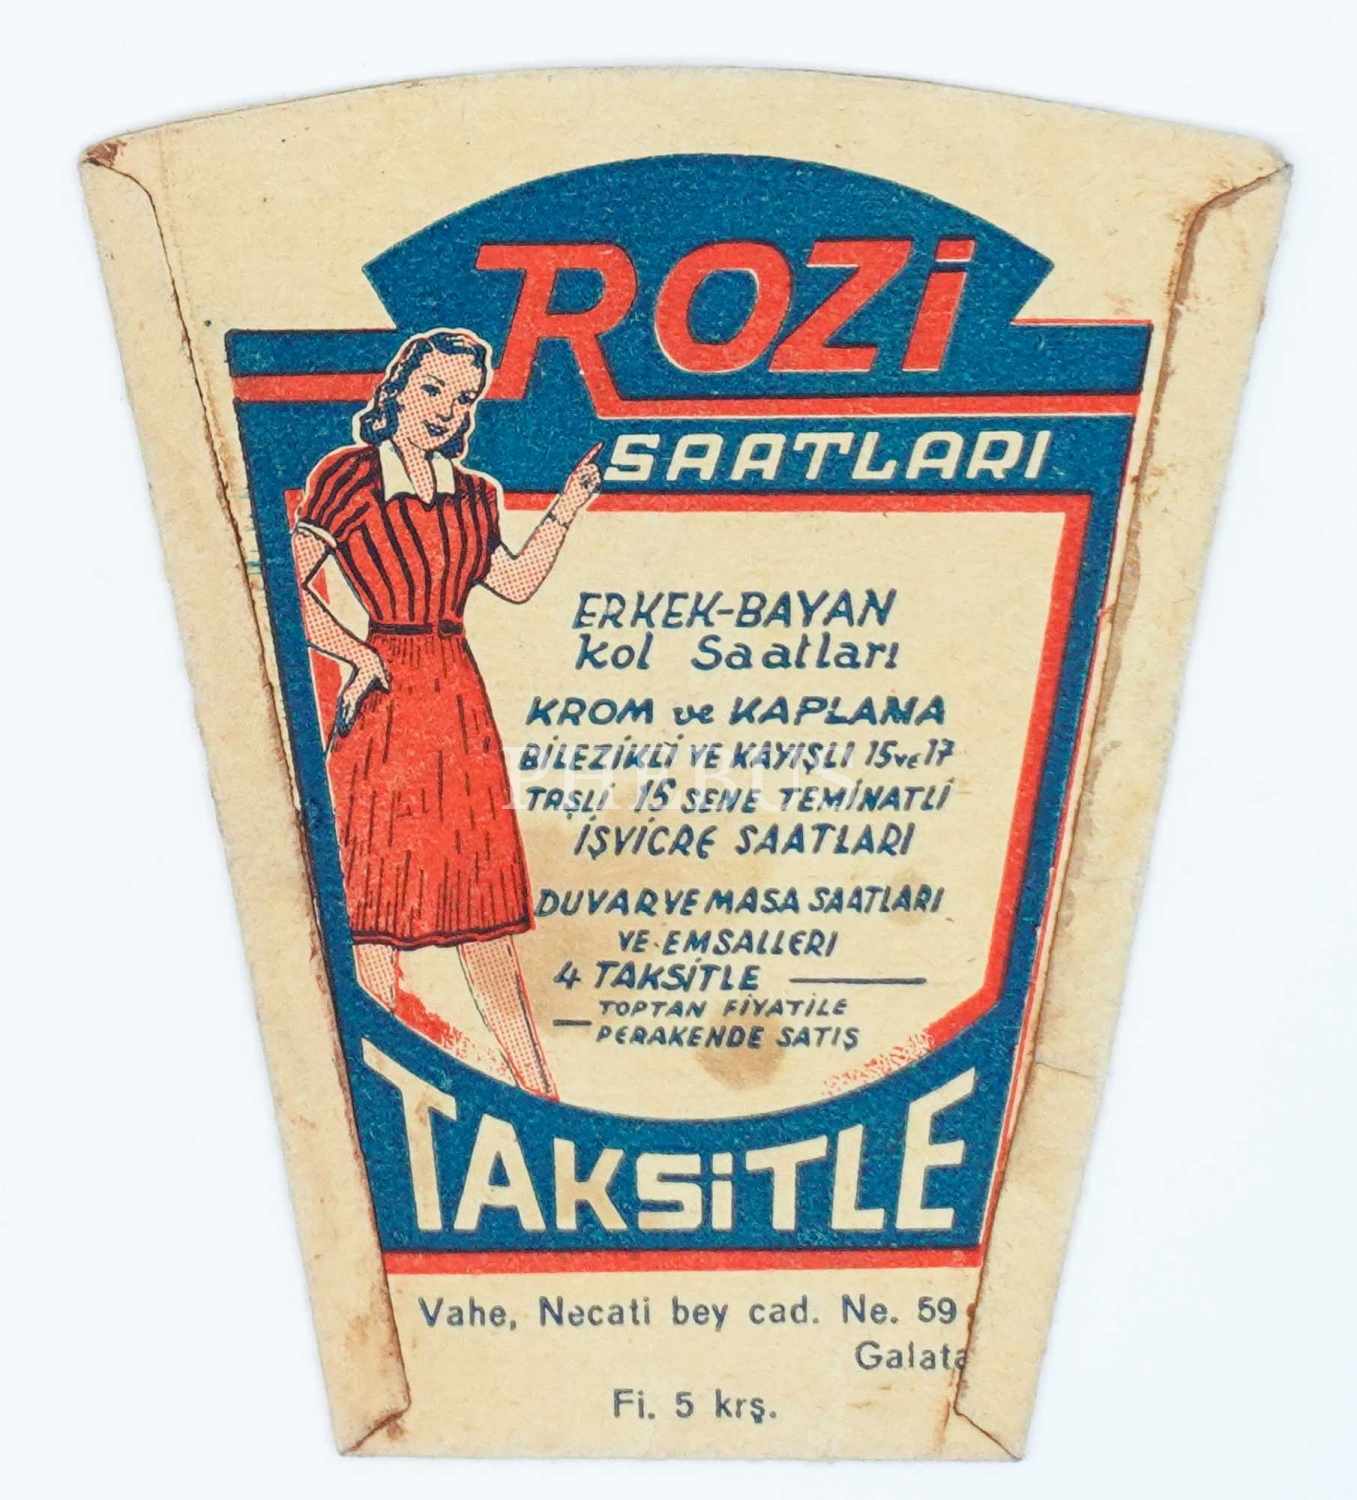 ROZi
SAATLARI
ERKEK-BAYAN
Kol Saatları
KROM ve KAPLAMA
BİLEZİKLİ VE KAYIŞLI 15 ve 17
TAŞLİ 15 SENE TEMİNATLİ
İŞVİCRE SAATLARI
DUVAR VE MASA SAATLARI
VE EMSALLERI
4 TAKSİTLE
TOPTAN FİYATİLE
PERAKENDE SATIŞ
TAKSiTLE
Vahe, Necati bey cad. Ne. 59
Galata
Fi. 5 krş.
PHEBUS